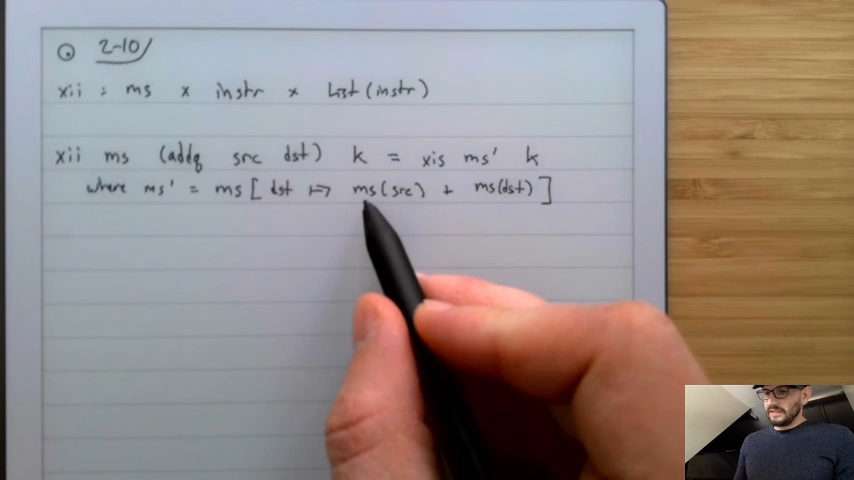 ⊙ 2-10/
xii : ms x instr x List(instr)
xii ms (addq src dst) k = xis ms' k
where ms' = ms[dst ↦ ms(src) + ms(dst)]